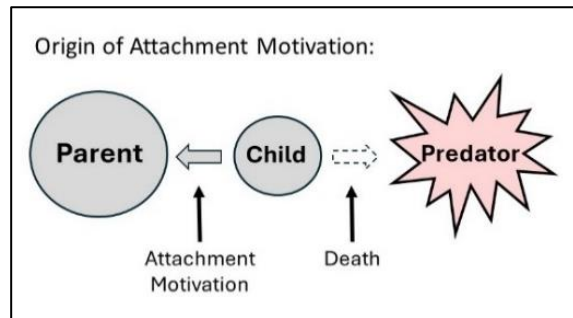 Origin of Attachment Motivation:
Parent
Child
Predator
Attachment
Motivation
Death